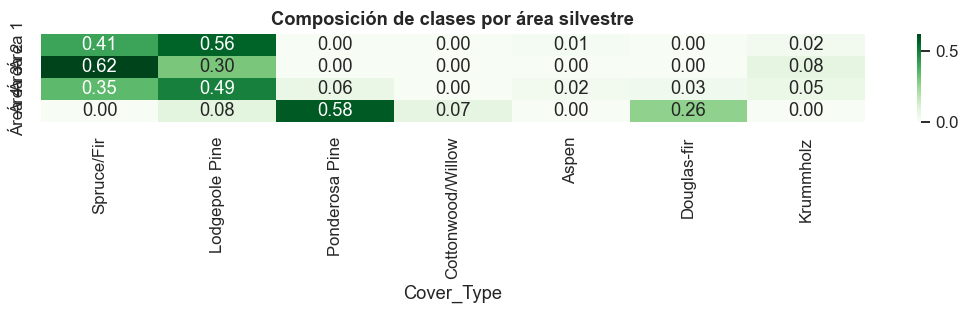 Composición de clases por área silvestre
0.41 0.56 0.00 0.00 0.01 0.00 0.02
0.62 0.30 0.00 0.00 0.00 0.00 0.08
0.35 0.49 0.06 0.00 0.02 0.03 0.05
0.00 0.08 0.58 0.07 0.00 0.26 0.00
0.5
0.0
Spruce/Fir
Lodgepole Pine
Ponderosa Pine
Cottonwood/Willow
Aspen
Douglas-fir
Krummholz
Cover_Type